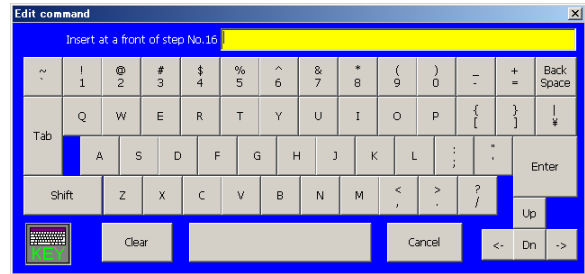 Edit command
Insert at a front of step No.16
~ ! @ # $ % ^ & * ( ) _ + Back
` 1 2 3 4 5 6 7 8 9 0 - = Space
Tab Q W E R T Y U I O P { [ } ] | ¥
A S D F G H J K L : ; " ' Enter
Shift Z X C V B N M < , > . ? / Up
KEY Clear Cancel <- Dn ->